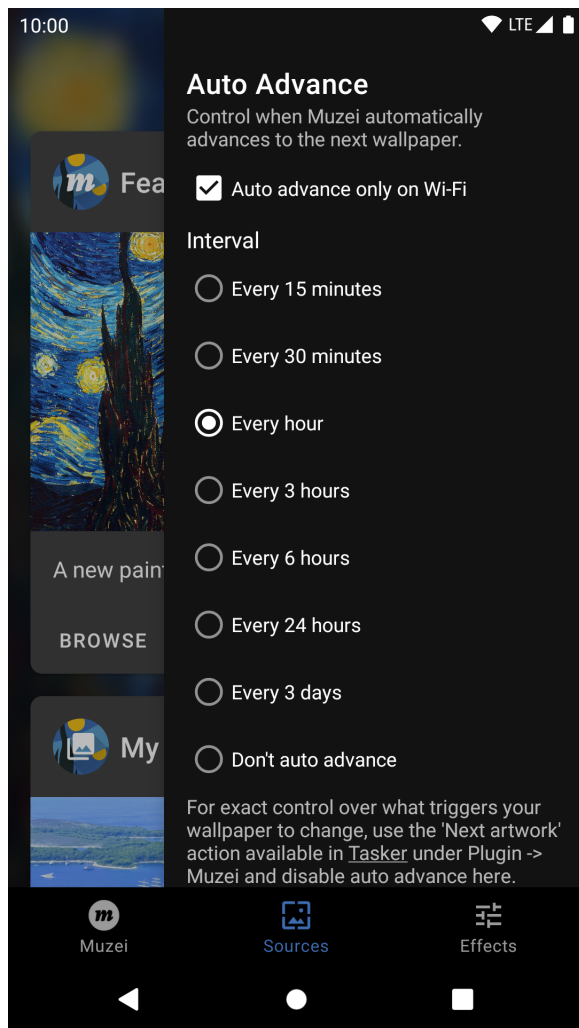 10:00
LTE
Auto Advance
Control when Muzei automatically
advances to the next wallpaper.
Auto advance only on Wi-Fi
Interval
Every 15 minutes
Every 30 minutes
Every hour
Every 3 hours
Every 6 hours
Every 24 hours
Every 3 days
Don't auto advance
For exact control over what triggers your
wallpaper to change, use the 'Next artwork'
action available in Tasker under Plugin ->
Muzei and disable auto advance here.
m
Fea
A new pain
BROWSE
My
m
Muzei
Sources
Effects